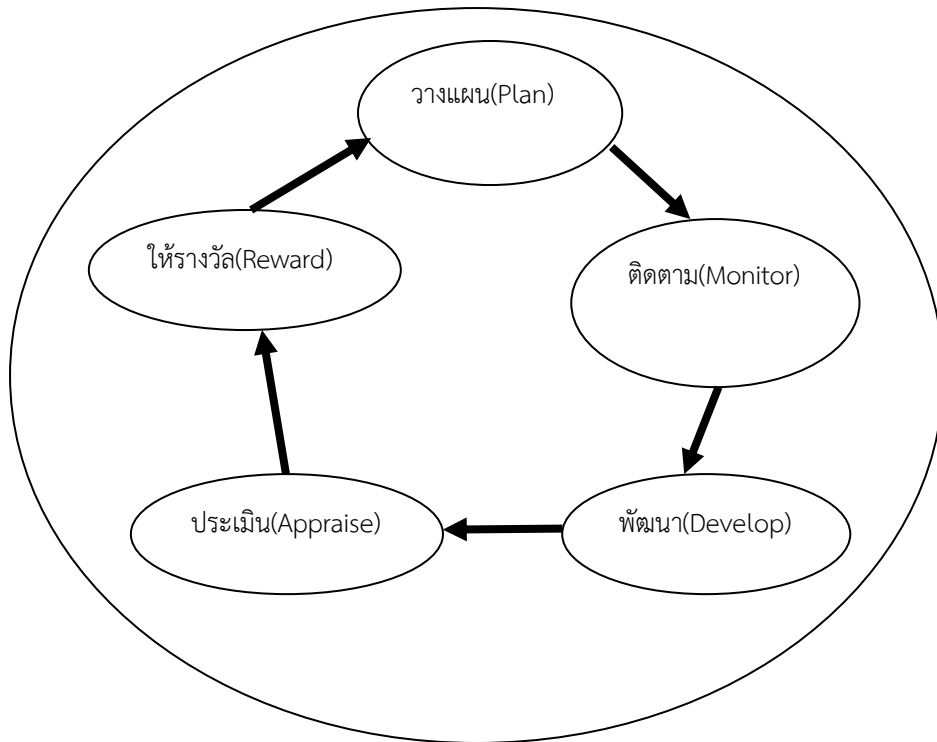 วางแผน(Plan)
ให้รางวัล(Reward)
ติดตาม(Monitor)
ประเมิน(Appraise)
พัฒนา(Develop)